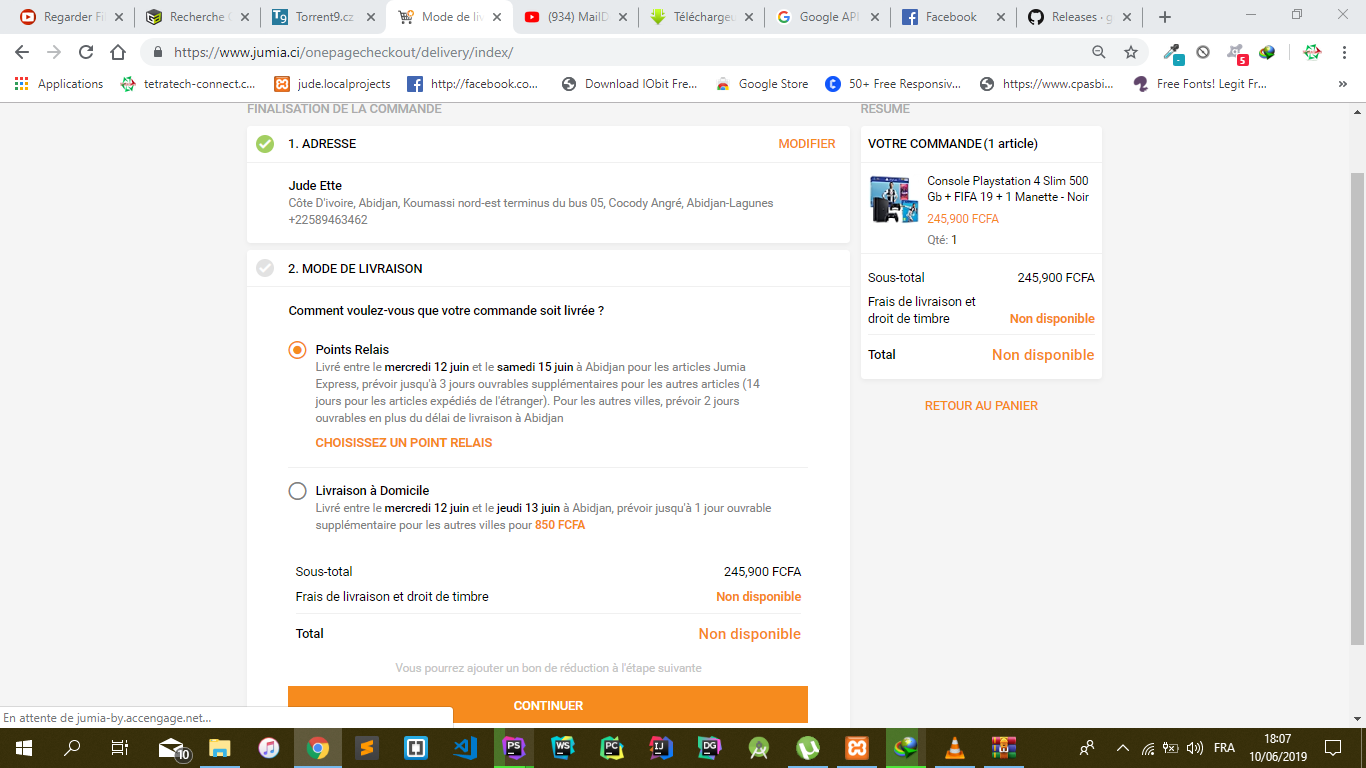 Regarder Fi
Recherche
Torrent9.cz
Mode de liv
(934) MailD
Téléchargeu
Google API
Facebook
Releases · g
https://www.jumia.ci/onepagecheckout/delivery/index/
5
Applications
tetratech-connect.c...
jude.localprojects
http://facebook.co...
Download IObit Fre...
Google Store
50+ Free Responsiv...
https://www.cpasbi...
Free Fonts! Legit Fr...
»
FINALISATION DE LA COMMANDE
1. ADRESSE
MODIFIER
Jude Ette
Côte D'ivoire, Abidjan, Koumassi nord-est terminus du bus 05, Cocody Angré, Abidjan-Lagunes
+22589463462
2. MODE DE LIVRAISON
Comment voulez-vous que votre commande soit livrée ?
Points Relais
Livré entre le mercredi 12 juin et le samedi 15 juin à Abidjan pour les articles Jumia
Express, prévoir jusqu'à 3 jours ouvrables supplémentaires pour les autres articles (14
jours pour les articles expédiés de l'étranger). Pour les autres villes, prévoir 2 jours
ouvrables en plus du délai de livraison à Abidjan
CHOISISSEZ UN POINT RELAIS
Livraison à Domicile
Livré entre le mercredi 12 juin et le jeudi 13 juin à Abidjan, prévoir jusqu'à 1 jour ouvrable
supplémentaire pour les autres villes pour 850 FCFA
Sous-total 245,900 FCFA
Frais de livraison et droit de timbre Non disponible
Total Non disponible
Vous pourrez ajouter un bon de réduction à l'étape suivante
CONTINUER
RESUME
VOTRE COMMANDE (1 article)
Console Playstation 4 Slim 500
Gb + FIFA 19 + 1 Manette - Noir
245,900 FCFA
Qté: 1
Sous-total 245,900 FCFA
Frais de livraison et
droit de timbre Non disponible
Total Non disponible
RETOUR AU PANIER
En attente de jumia-by.accengage.net...
10
PS
WS
PC
IJ
DG
FRA
18:07
10/06/2019